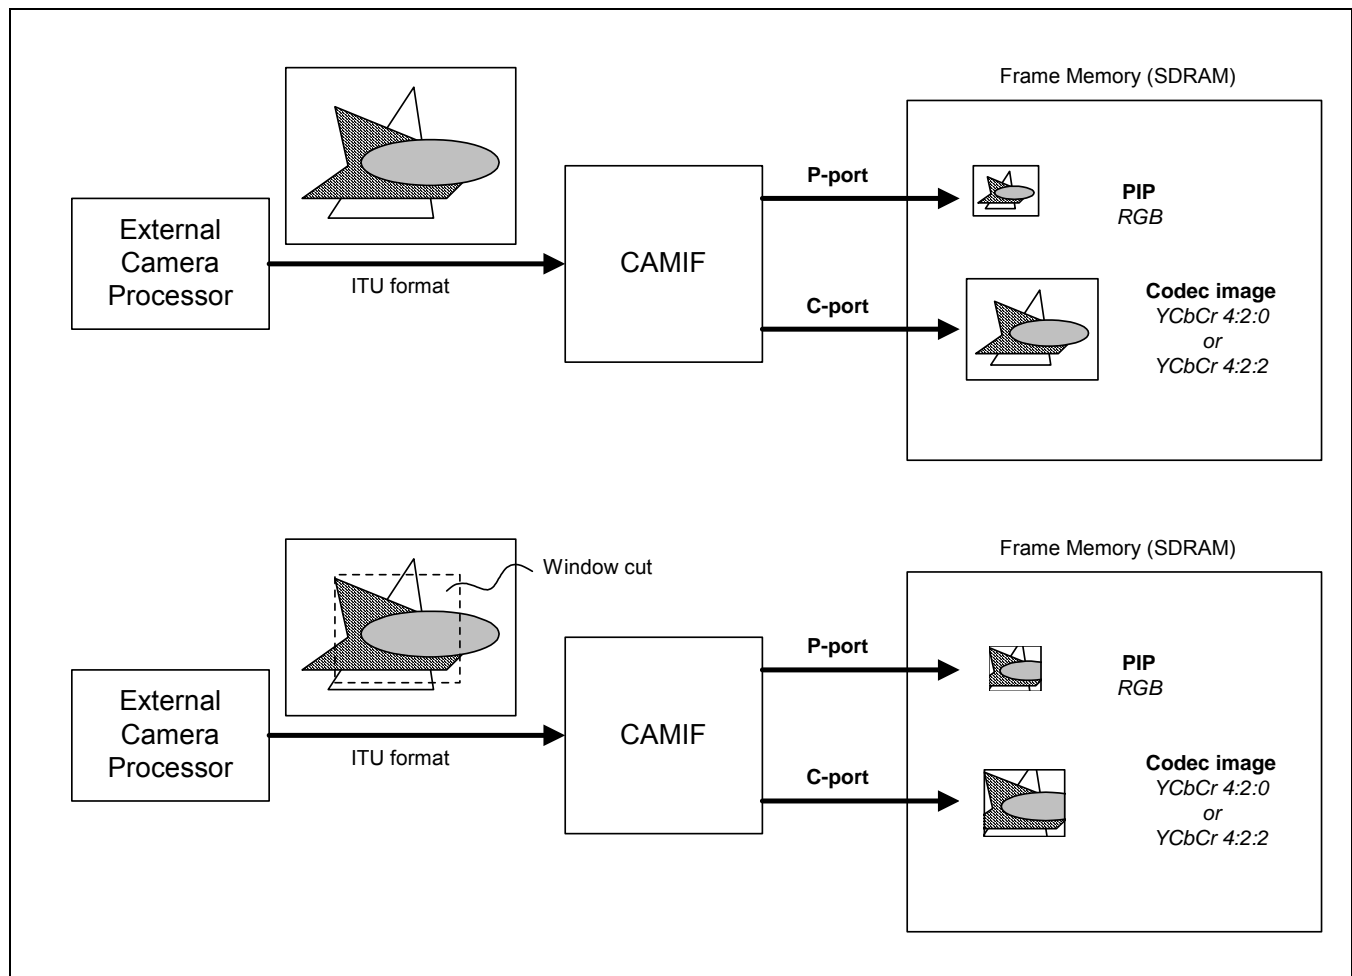 Frame Memory (SDRAM)
P-port
PIP
RGB
External
Camera
Processor
ITU format
CAMIF
C-port
Codec image
YCbCr 4:2:0
or
YCbCr 4:2:2
Frame Memory (SDRAM)
Window cut
P-port
PIP
RGB
External
Camera
Processor
ITU format
CAMIF
C-port
Codec image
YCbCr 4:2:0
or
YCbCr 4:2:2